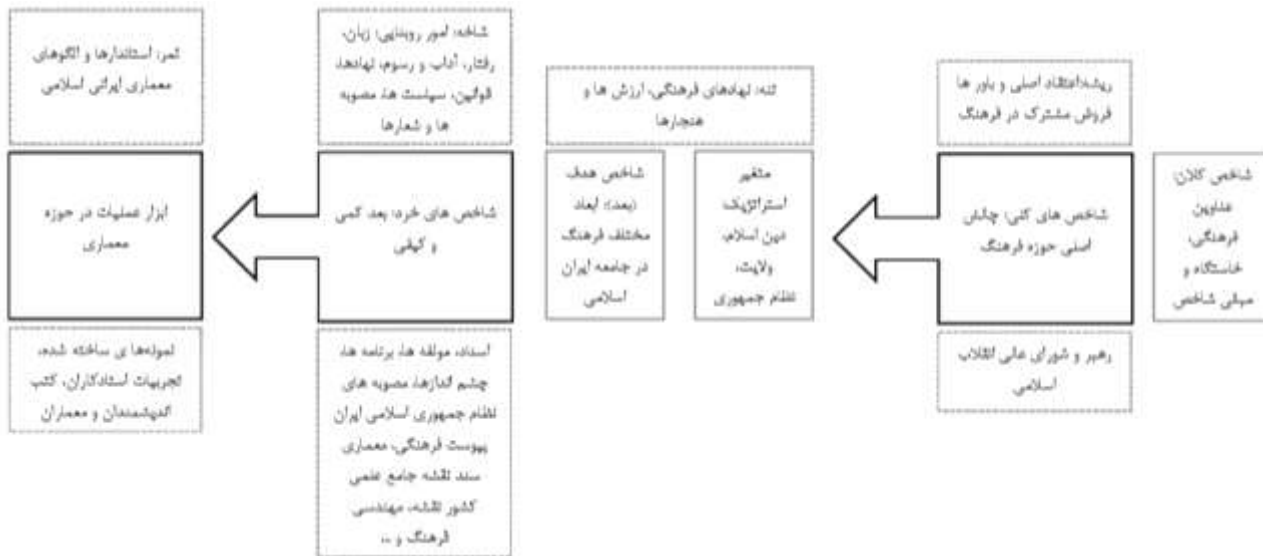 ریشه:اعتقاد اصلی و باور ها
فروض مشترک در فرهنگ
شاخص کلان:
عناوین
فرهنگی،
خاستگاه و
مبانی شاخص
شاخص های کلی: چالش
اصلی حوزه فرهنگ
رهبر و شورای عالی انقلاب
اسلامی
تنه: نهادهای فرهنگی، ارزش ها و
هنجارها
متغیر
استراتژیک:
دین اسلام،
ولایت،
نظام جمهوری
شاخص هدف
(بعد): ابعاد
مختلف فرهنگ
در جامعه ایران
اسلامی
شاخه: امور روبنایی: زبان،
رفتار، آداب و رسوم، نهادها،
قوانین، سیاست ها، مصوبه
ها و شعارها
شاخص های خرد: بعد کمی
و کیفی
اسناد، مولفه ها، برنامه ها،
چشم اندازها، مصوبه های
نظام جمهوری اسلامی ایران
پیوست فرهنگی، معماری
سند نقشه جامع علمی
کشور نقشه، مهندسی
فرهنگ و ...
ثمر: استاندارها و الگوهای
معماری ایرانی اسلامی
ابزار عملیات در حوزه
معماری
نمونه‌ها ی ساخته شده،
تجربیات استادکاران، کتب
اندیشمندان و معماران